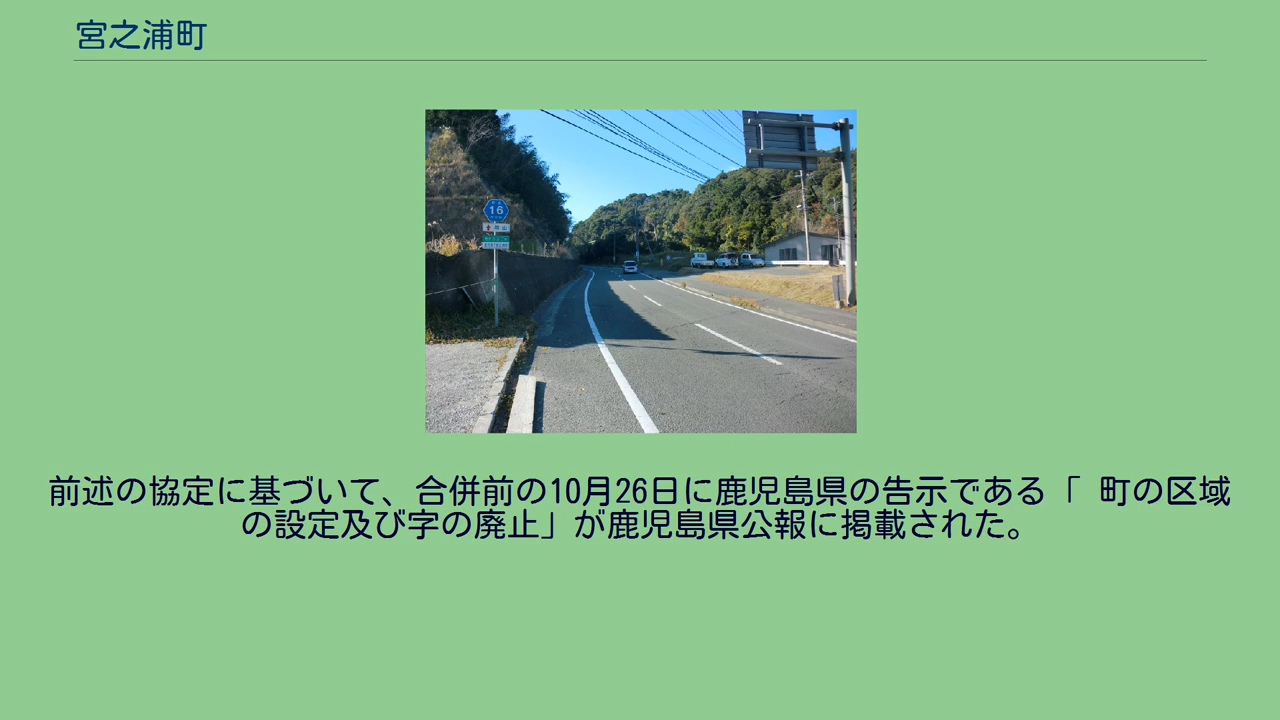 宮之浦町
16
前述の協定に基づいて、合併前の10月26日に鹿児島県の告示である「 町の区域
の設定及び字の廃止」が鹿児島県公報に掲載された。